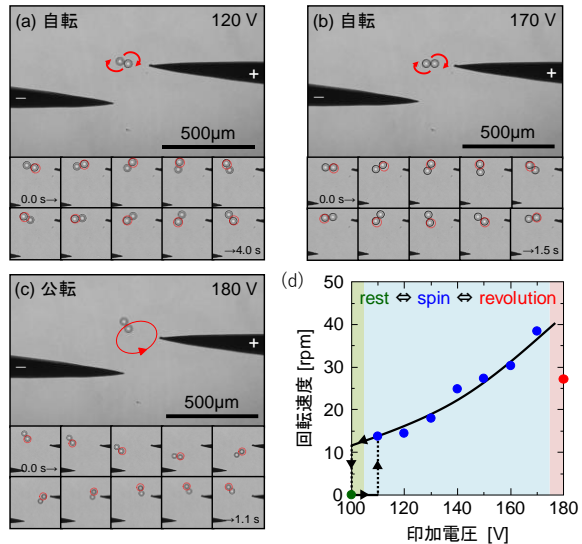 (a) 自転 120 V
+
−
500μm
0.0 s→
→4.0 s
(b) 自転 170 V
+
−
500μm
0.0 s→
→1.5 s
(c) 公転 180 V
+
−
500μm
0.0 s→
→1.1 s
(d)
rest ⇔ spin ⇔ revolution
回転速度 [rpm]
50
40
30
20
10
0
100 120 140 160 180
印加電圧 [V]